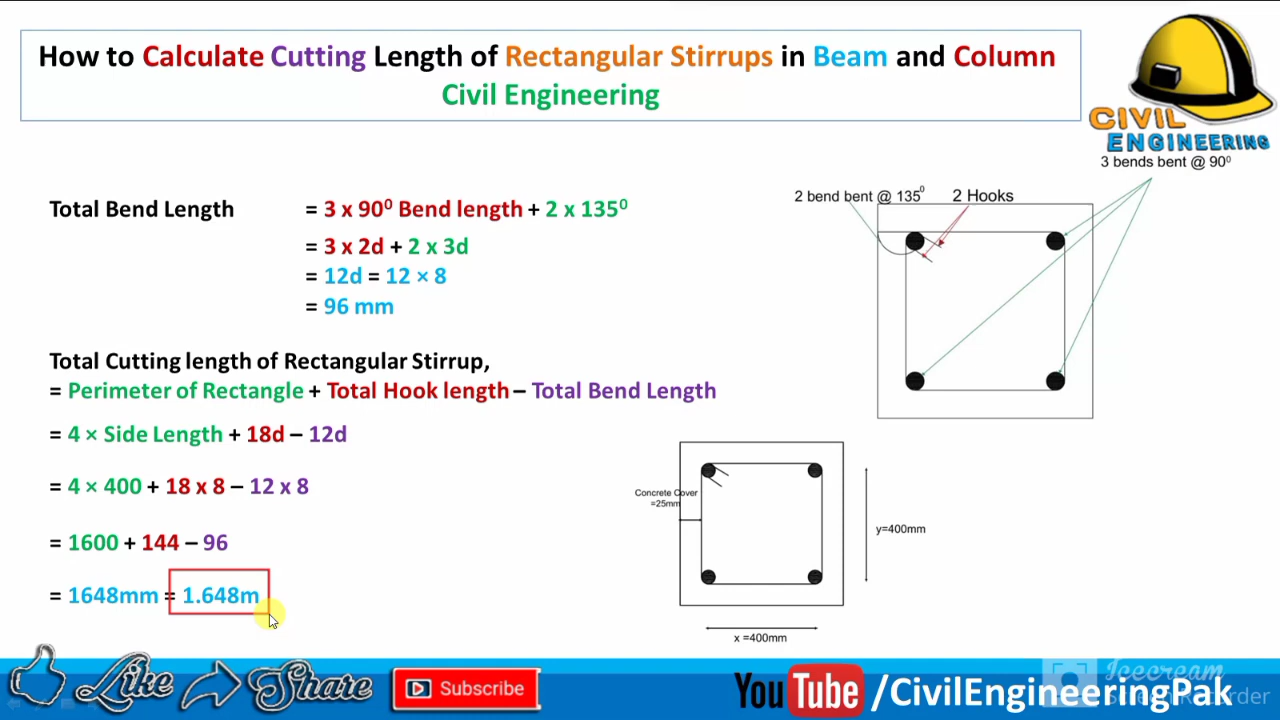 How to Calculate Cutting Length of Rectangular Stirrups in Beam and Column
Civil Engineering
CIVIL
ENGINEERING
3 bends bent @ 90⁰
2 bend bent @ 135⁰
2 Hooks
Total Bend Length = 3 x 90⁰ Bend length + 2 x 135⁰
= 3 x 2d + 2 x 3d
= 12d = 12 × 8
= 96 mm
Total Cutting length of Rectangular Stirrup,
= Perimeter of Rectangle + Total Hook length – Total Bend Length
= 4 × Side Length + 18d – 12d
= 4 × 400 + 18 x 8 – 12 x 8
= 1600 + 144 – 96
= 1648mm = 1.648m
Concrete Cover
=25mm
y=400mm
x =400mm
Like
Share
Subscribe
YouTube /CivilEngineeringPak
Icecream
Screen Recorder